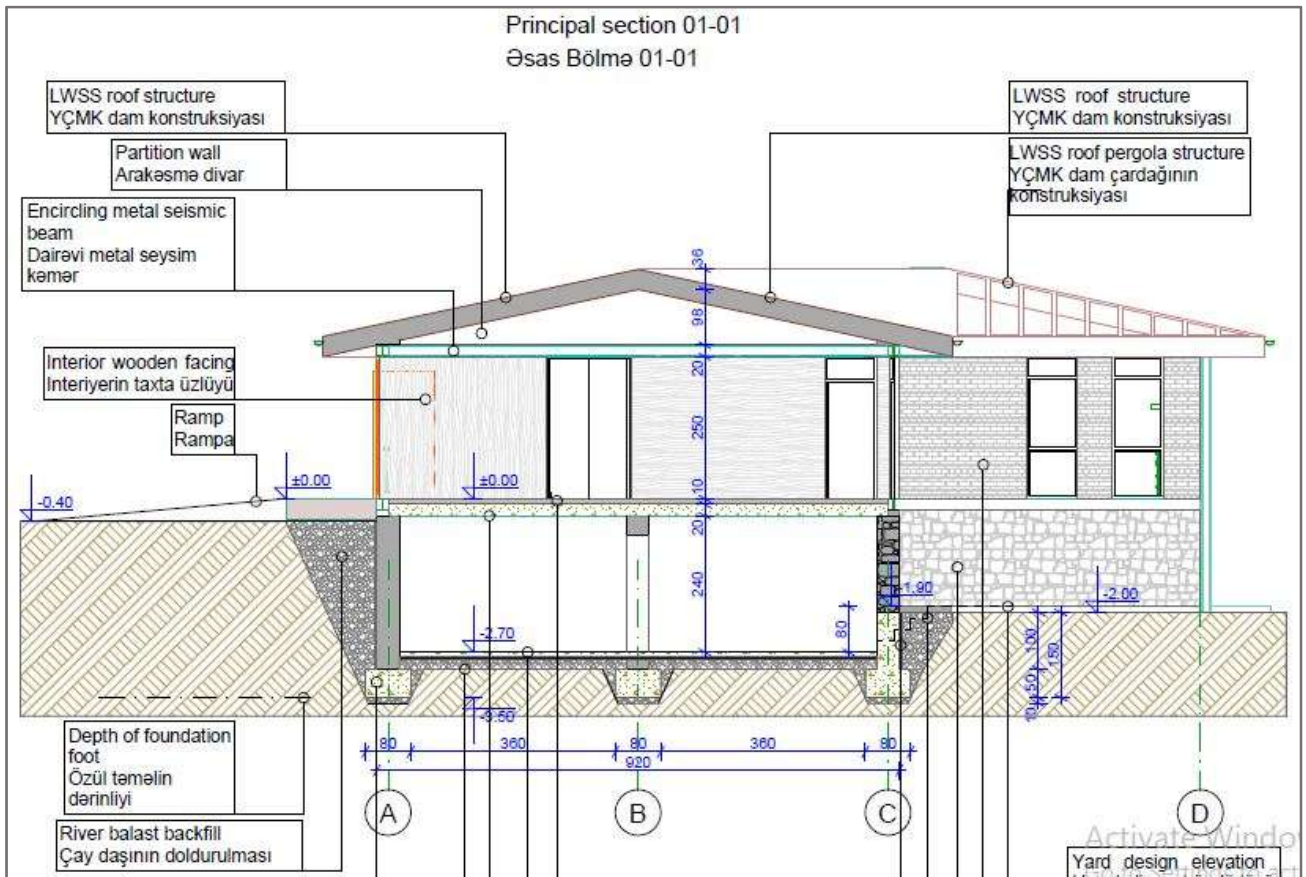 Principal section 01-01
Əsas Bölmə 01-01
LWSS roof structure
YÇMK dam konstruksiyası
LWSS roof structure
YÇMK dam konstruksiyası
Partition wall
Arakəsmə divar
LWSS roof pergola structure
YÇMK dam çardağının
konstruksiyası
Encircling metal seismic
beam
Dairəvi metal seysim
kəmər
36
98
20
Interior wooden facing
Interiyerin taxta üzlüyü
Ramp
Rampa
250
±0.00
±0.00
10
-0.40
20
240
-1.90
-2.00
80
100
150
-2.70
50
10
-3.50
Depth of foundation
foot
Özül təməlin
dərinliyi
80
360
80
360
80
920
A
B
C
D
River balast backfill
Çay daşının doldurulması
Activate Windo
Yard design elevation